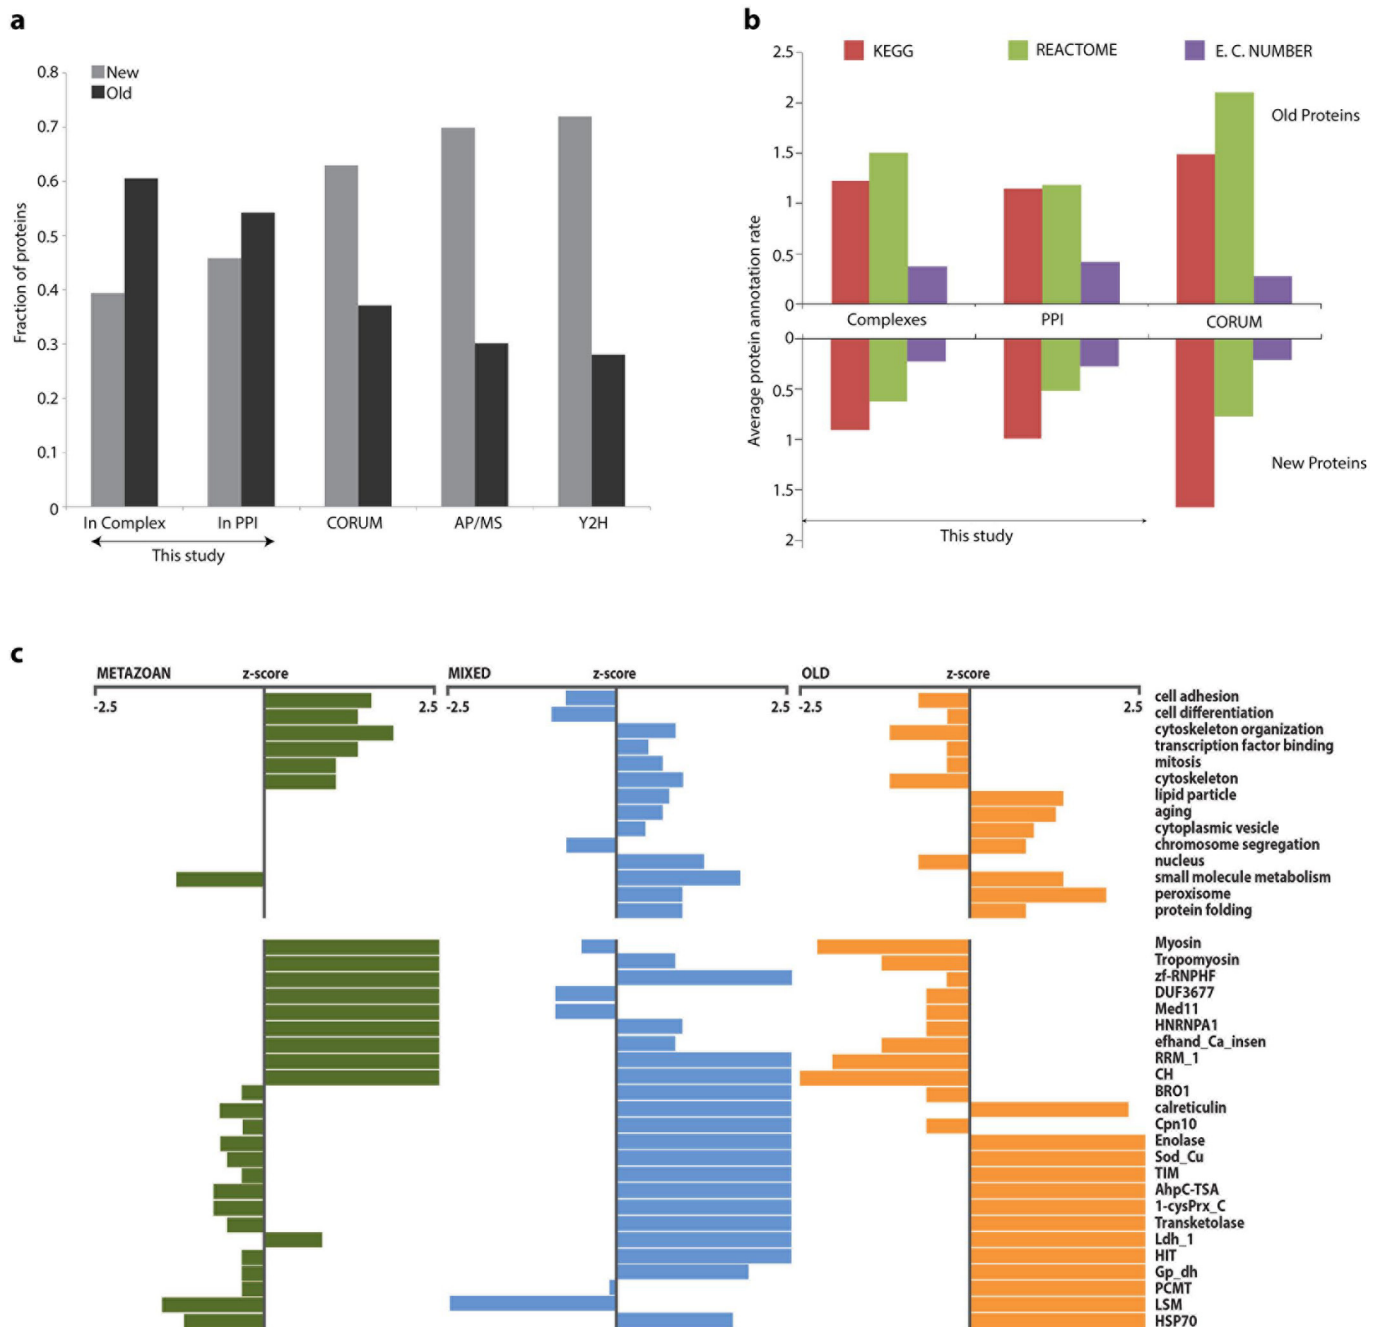 a
New
Old
0.8
0.7
0.6
0.5
0.4
0.3
0.2
0.1
0
Fraction of proteins
In Complex In PPI CORUM AP/MS Y2H
This study
b
KEGG REACTOME E. C. NUMBER
2.5
2
1.5
1
0.5
0
Old Proteins
Average protein annotation rate
Complexes PPI CORUM
0
0.5
1
1.5
2
New Proteins
This study
c
METAZOAN z-score MIXED z-score OLD z-score
-2.5 2.5 -2.5 2.5 -2.5 2.5
cell adhesion
cell differentiation
cytoskeleton organization
transcription factor binding
mitosis
cytoskeleton
lipid particle
aging
cytoplasmic vesicle
chromosome segregation
nucleus
small molecule metabolism
peroxisome
protein folding
Myosin
Tropomyosin
zf-RNPHF
DUF3677
Med11
HNRNPA1
efhand_Ca_insen
RRM_1
CH
BRO1
calreticulin
Cpn10
Enolase
Sod_Cu
TIM
AhpC-TSA
1-cysPrx_C
Transketolase
Ldh_1
HIT
Gp_dh
PCMT
LSM
HSP70